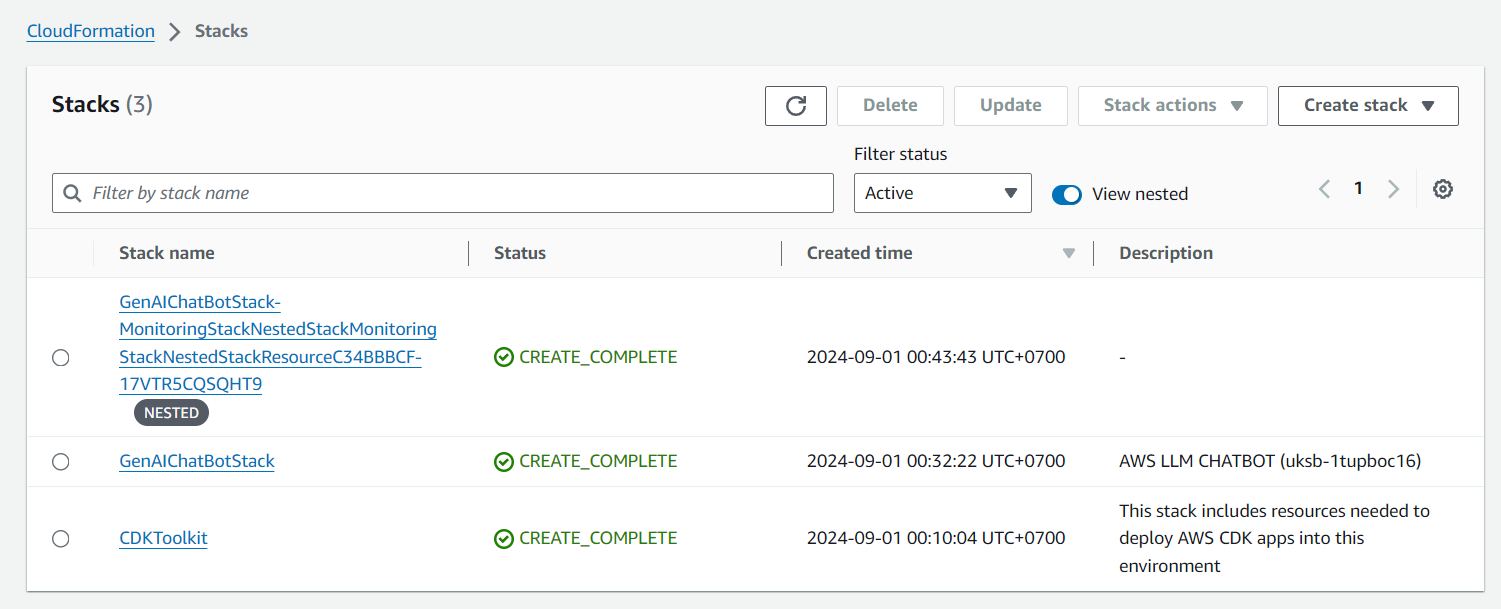 CloudFormation > Stacks
Stacks (3)
Delete
Update
Stack actions
Create stack
Filter status
Filter by stack name
Active
View nested
1
Stack name
Status
Created time
Description
GenAIChatBotStack-
MonitoringStackNestedStackMonitoring
StackNestedStackResourceC34BBBCF-
17VTR5CQSQHT9
NESTED
CREATE_COMPLETE
2024-09-01 00:43:43 UTC+0700
-
GenAIChatBotStack
CREATE_COMPLETE
2024-09-01 00:32:22 UTC+0700
AWS LLM CHATBOT (uksb-1tupboc16)
CDKToolkit
CREATE_COMPLETE
2024-09-01 00:10:04 UTC+0700
This stack includes resources needed to
deploy AWS CDK apps into this
environment